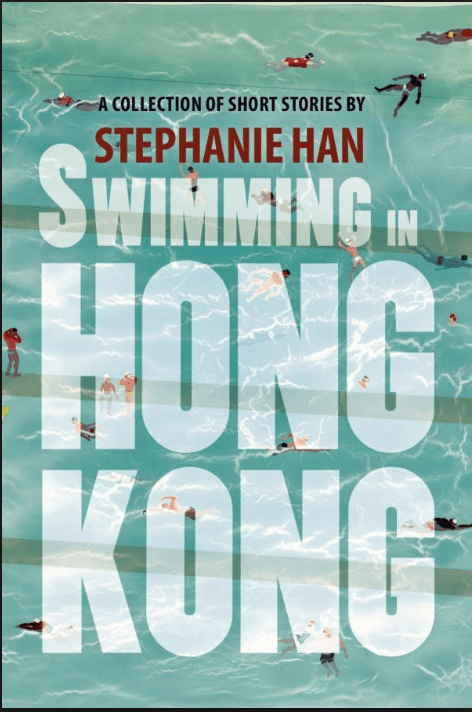 A COLLECTION OF SHORT STORIES BY
STEPHANIE HAN
SWIMMING IN
HONG
KONG